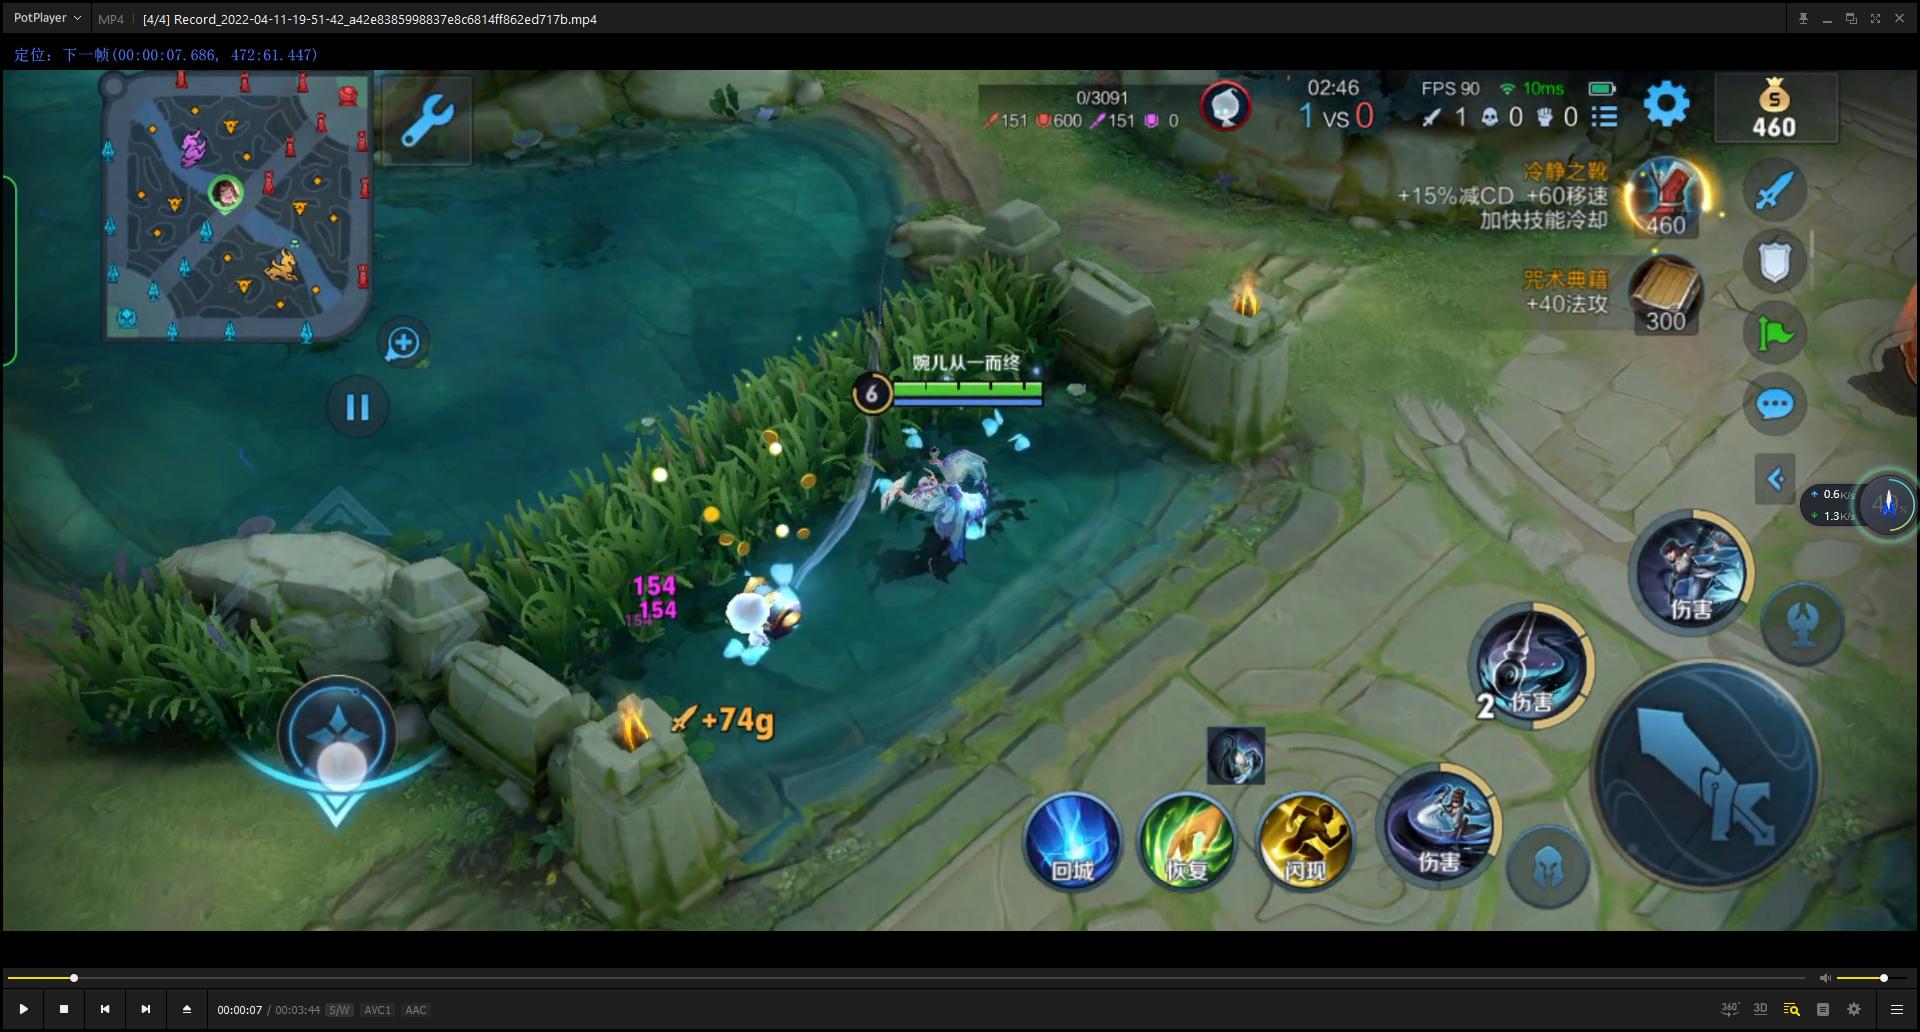 PotPlayer MP4 [4/4] Record_2022-04-11-19-51-42_a42e8385998837e8c6814ff862ed717b.mp4
定位: 下一帧(00:00:07.686, 472:61.447)
0/3091
151 600 151 0
02:46
1 VS 0
FPS 90 10ms
1 0 0
460
冷静之靴
+15%减CD +60移速
加快技能冷却
460
咒术典籍
+40法攻
300
婉儿从一而终
6
0.6K/s
1.3K/s
154
154
154
+74g
伤害
2 伤害
伤害
回城
恢复
闪现
00:00:07 / 00:03:44 S/W AVC1 AAC
360° 3D